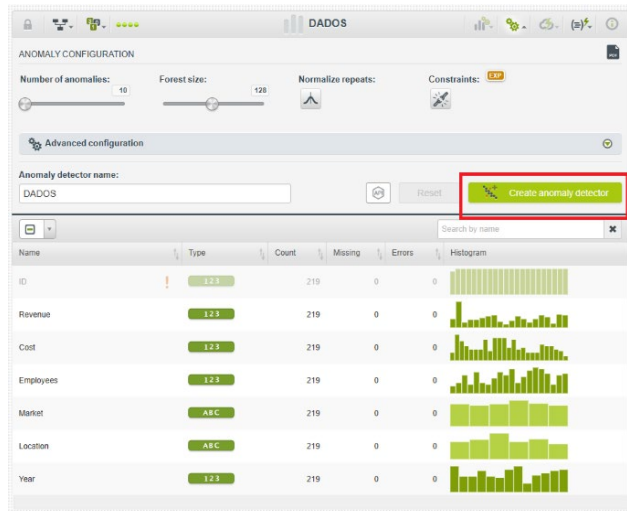 DADOS
ANOMALY CONFIGURATION
Number of anomalies: 10
Forest size: 128
Normalize repeats:
Constraints: EXP
Advanced configuration
Anomaly detector name:
DADOS
API Reset Create anomaly detector
Search by name
Name Type Count Missing Errors Histogram
ID ! 123 219 0 0
Revenue 123 219 0 0
Cost 123 219 0 0
Employees 123 219 0 0
Market ABC 219 0 0
Location ABC 219 0 0
Year 123 219 0 0